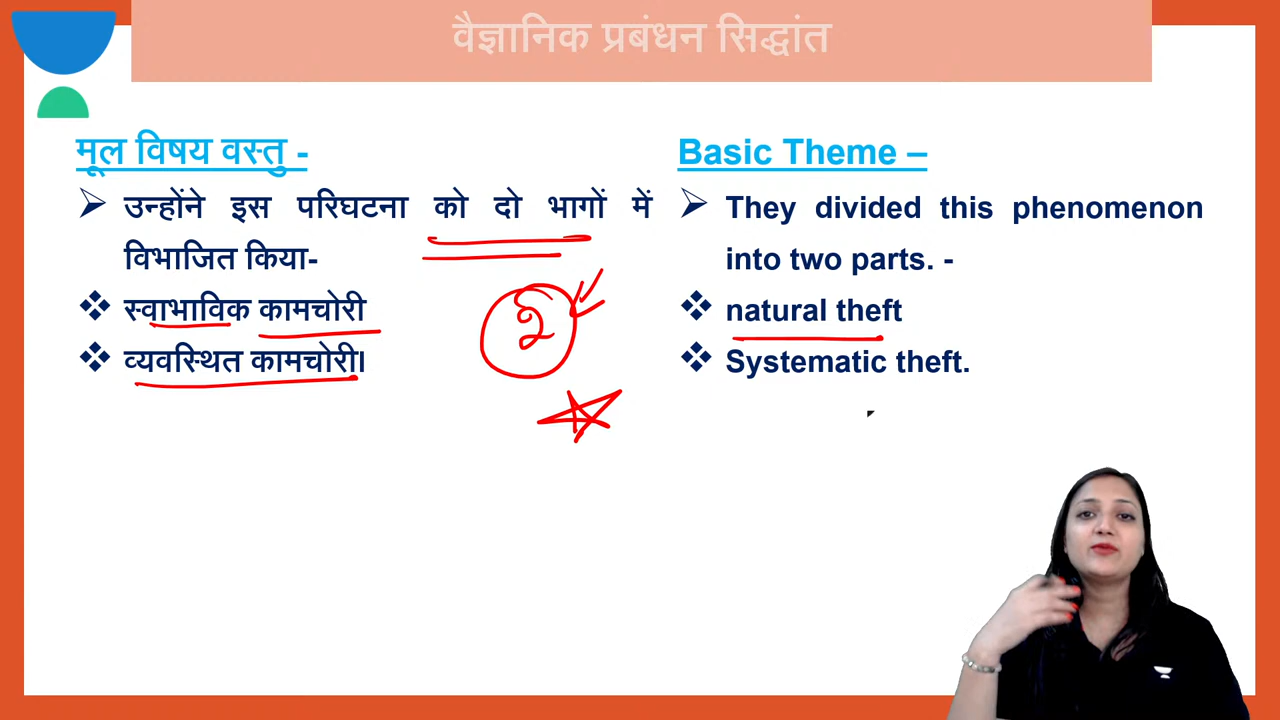 वैज्ञानिक प्रबंधन सिद्धांत
मूल विषय वस्तु -
➢ उन्होंने इस परिघटना को दो भागों में
विभाजित किया-
❖ स्वाभाविक कामचोरी
❖ व्यवस्थित कामचोरी।
2
Basic Theme –
➢ They divided this phenomenon
into two parts. -
❖ natural theft
❖ Systematic theft.